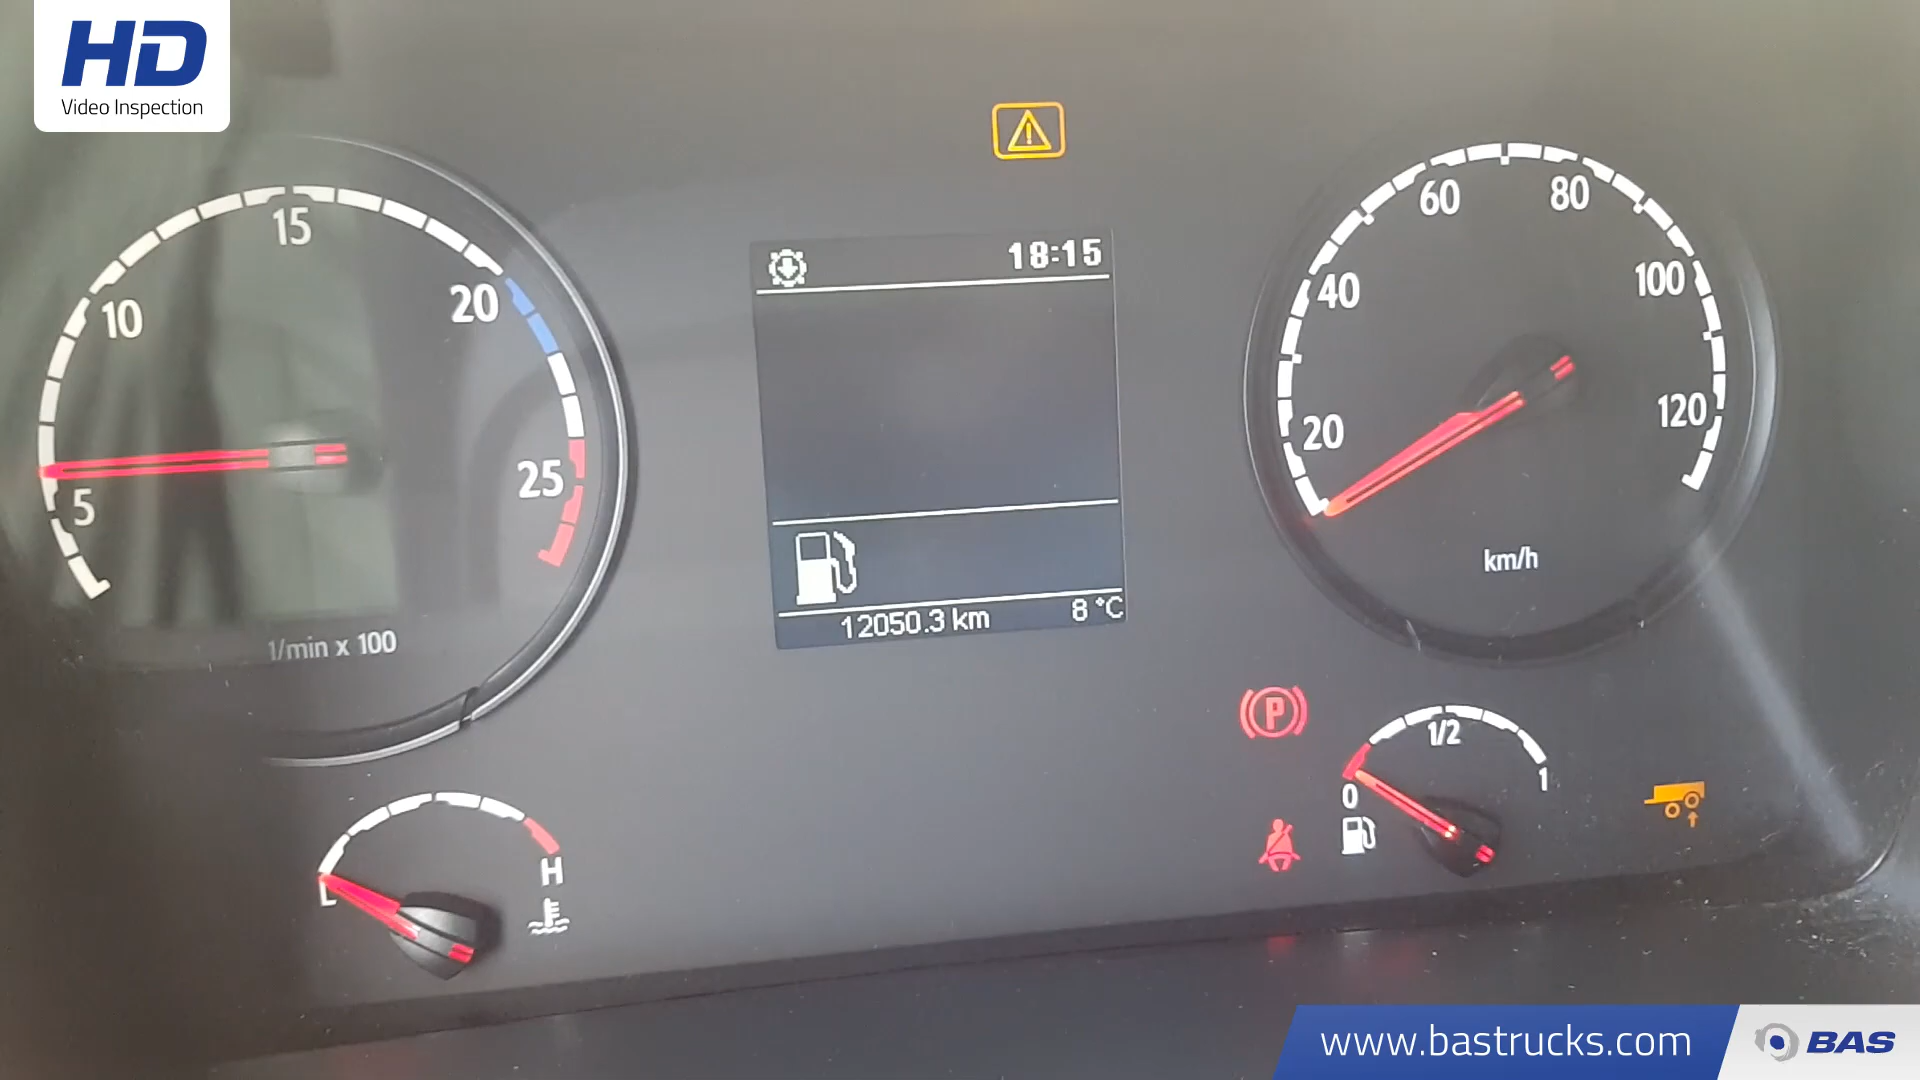 HD
Video Inspection
5
10
15
20
25
1/min x 100
18:15
12050.3 km
8 °C
20
40
60
80
100
120
km/h
P
0
1/2
1
L
H
www.bastrucks.com
BAS